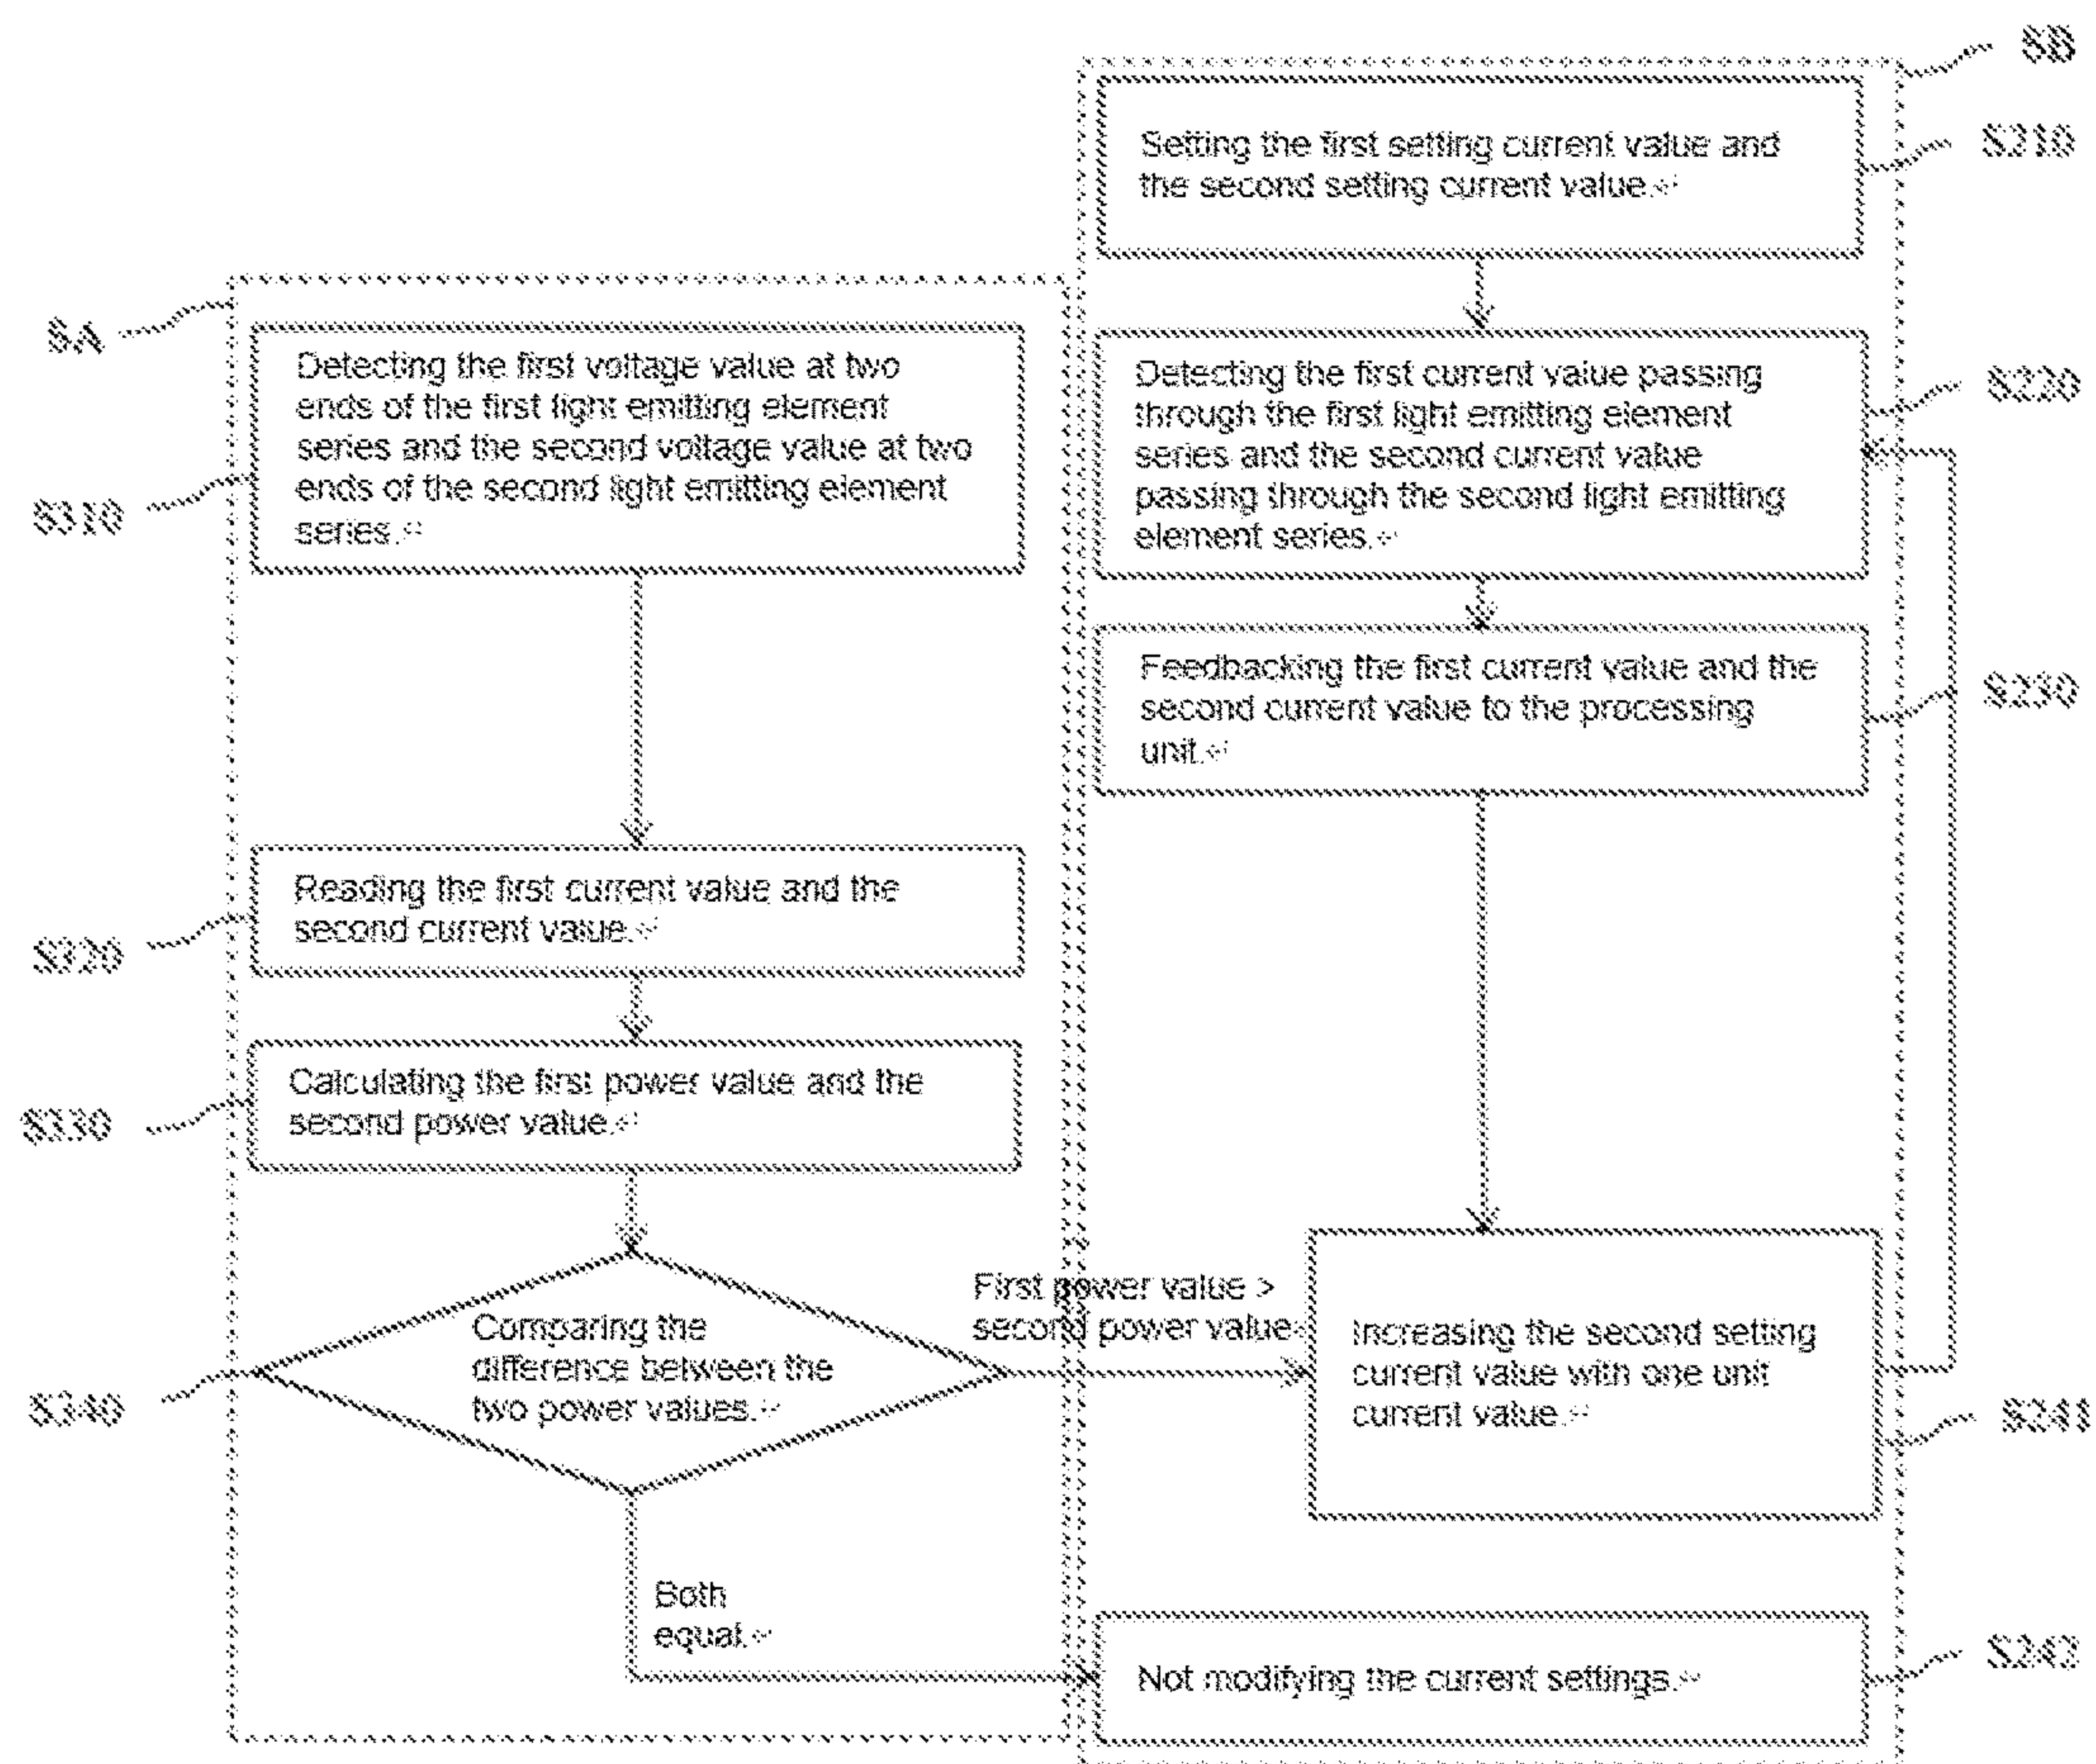 SB
Setting the first setting current value and
the second setting current value.
S210
SA
Detecting the first voltage value at two
ends of the first light emitting element
series and the second voltage value at two
ends of the second light emitting element
series.
S310
Detecting the first current value passing
through the first light emitting element
series and the second current value
passing through the second light emitting
element series.
S220
Feedbacking the first current value and the
second current value to the processing
unit.
S230
Reading the first current value and the
second current value.
S320
Calculating the first power value and the
second power value.
S330
Comparing the
difference between the
two power values.
S340
First power value >
second power value
Increasing the second setting
current value with one unit
current value.
S241
Both
equal.
Not modifying the current settings.
S242